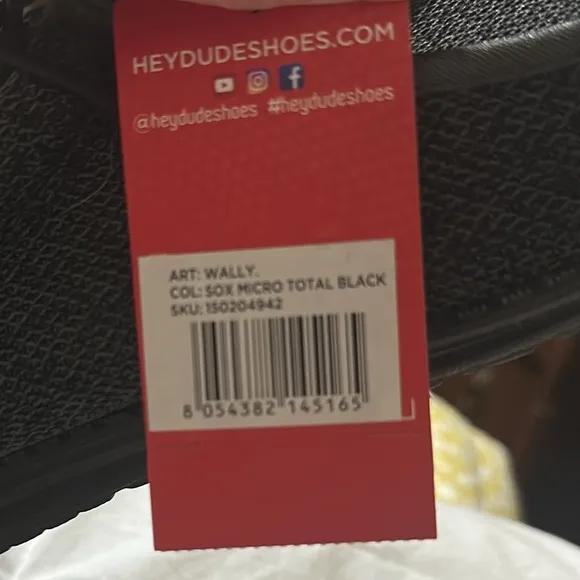 HEYDUDESHOES.COM
@heydudeshoes #heydudeshoes
ART: WALLY.
COL: SOX MICRO TOTAL BLACK
SKU: 150204942
8 054382 145165